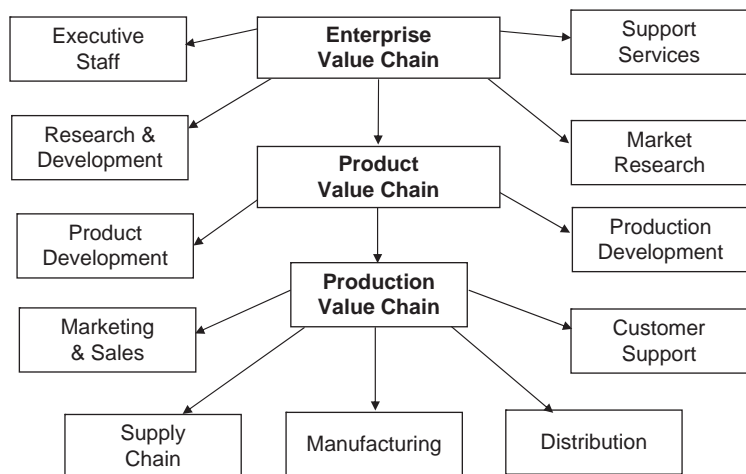 Executive
Staff
Enterprise
Value Chain
Support
Services
Research &
Development
Market
Research
Product
Value Chain
Product
Development
Production
Development
Production
Value Chain
Marketing
& Sales
Customer
Support
Supply
Chain
Manufacturing
Distribution